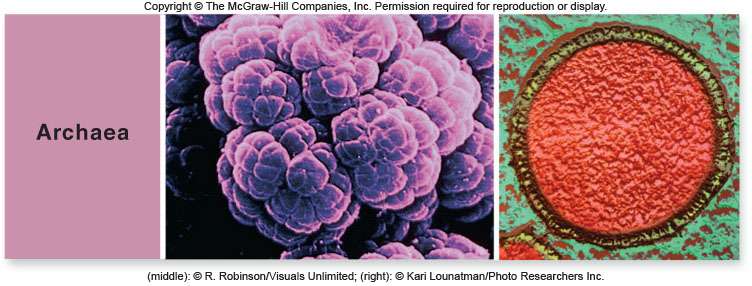 Copyright © The McGraw-Hill Companies, Inc. Permission required for reproduction or display.
Archaea
(middle): © R. Robinson/Visuals Unlimited; (right): © Kari Lounatman/Photo Researchers Inc.